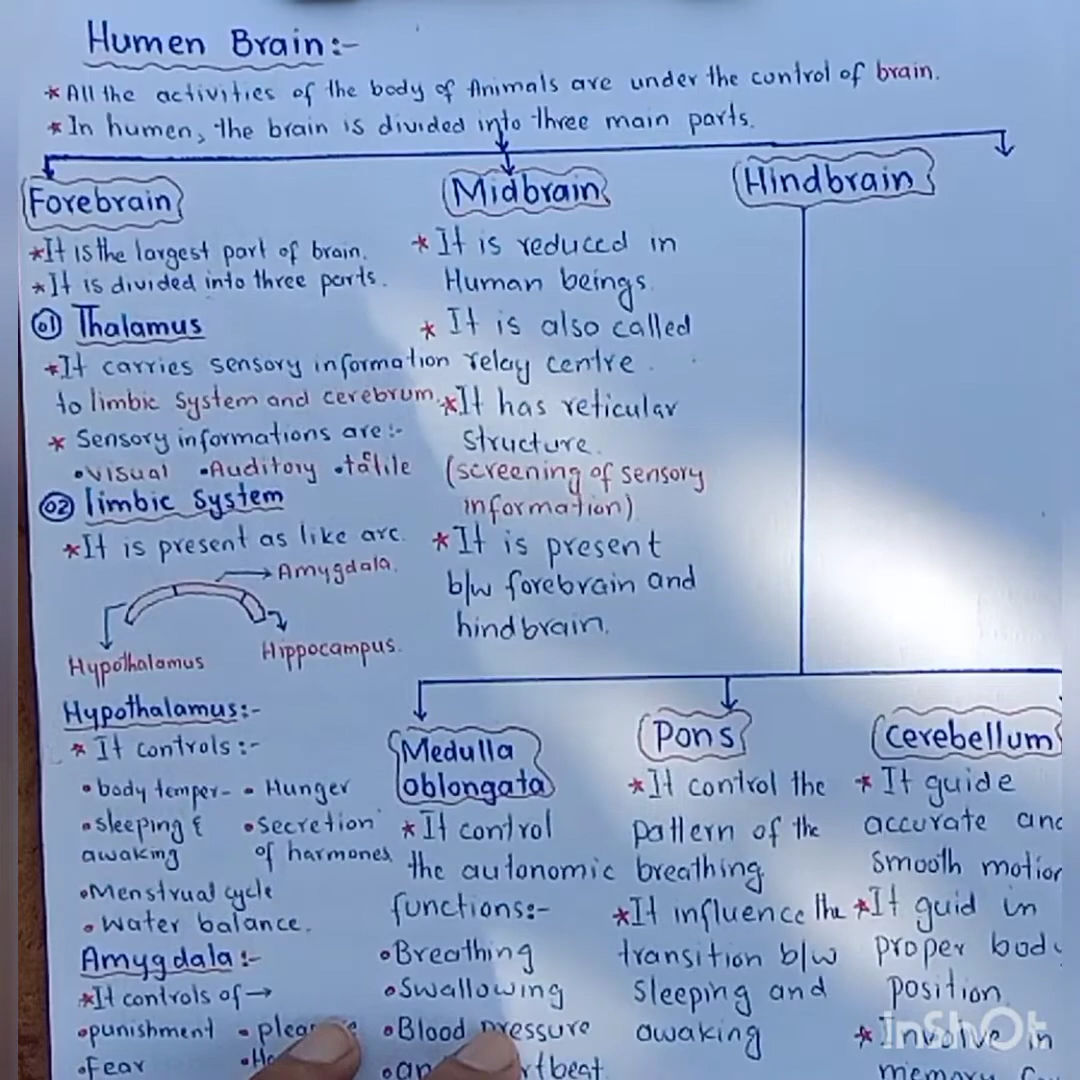 Humen Brain:-
* All the activities of the body of Animals are under the control of brain.
* In humen, the brain is divided into three main parts.
Forebrain
* It is the largest part of brain.
* It is divided into three parts.
01 Thalamus
* It carries sensory information
to limbic system and cerebrum.
* Sensory informations are:-
• Visual • Auditory
02 limbic system
* It is present as like arc.
Amygdala.
Hypothalamus
Hippocampus.
Hypothalamus:-
* It controls:-
• body temper- • Hunger
• sleeping & • Secretion
awaking of harmones
• Menstrual cycle
• Water balance.
Amygdala:-
* It controls of →
• punishment
• Fear
Midbrain
* It is reduced in
Human beings.
* It is also called
relay centre.
* It has reticular
structure.
(screening of sensory
information)
* It is present
b/w forebrain and
hindbrain.
Hindbrain
Medulla
oblongata
* It control
the autonomic
functions:-
• Breathing
• Swallowing
• Blood pressure
Pons
* It control the
pattern of the
breathing.
* It influence the
transition b/w
sleeping and
awaking
Cerebellum
* It guide
accurate and
smooth motion
* It guid in
proper body
position.
* Involve in
InShOt